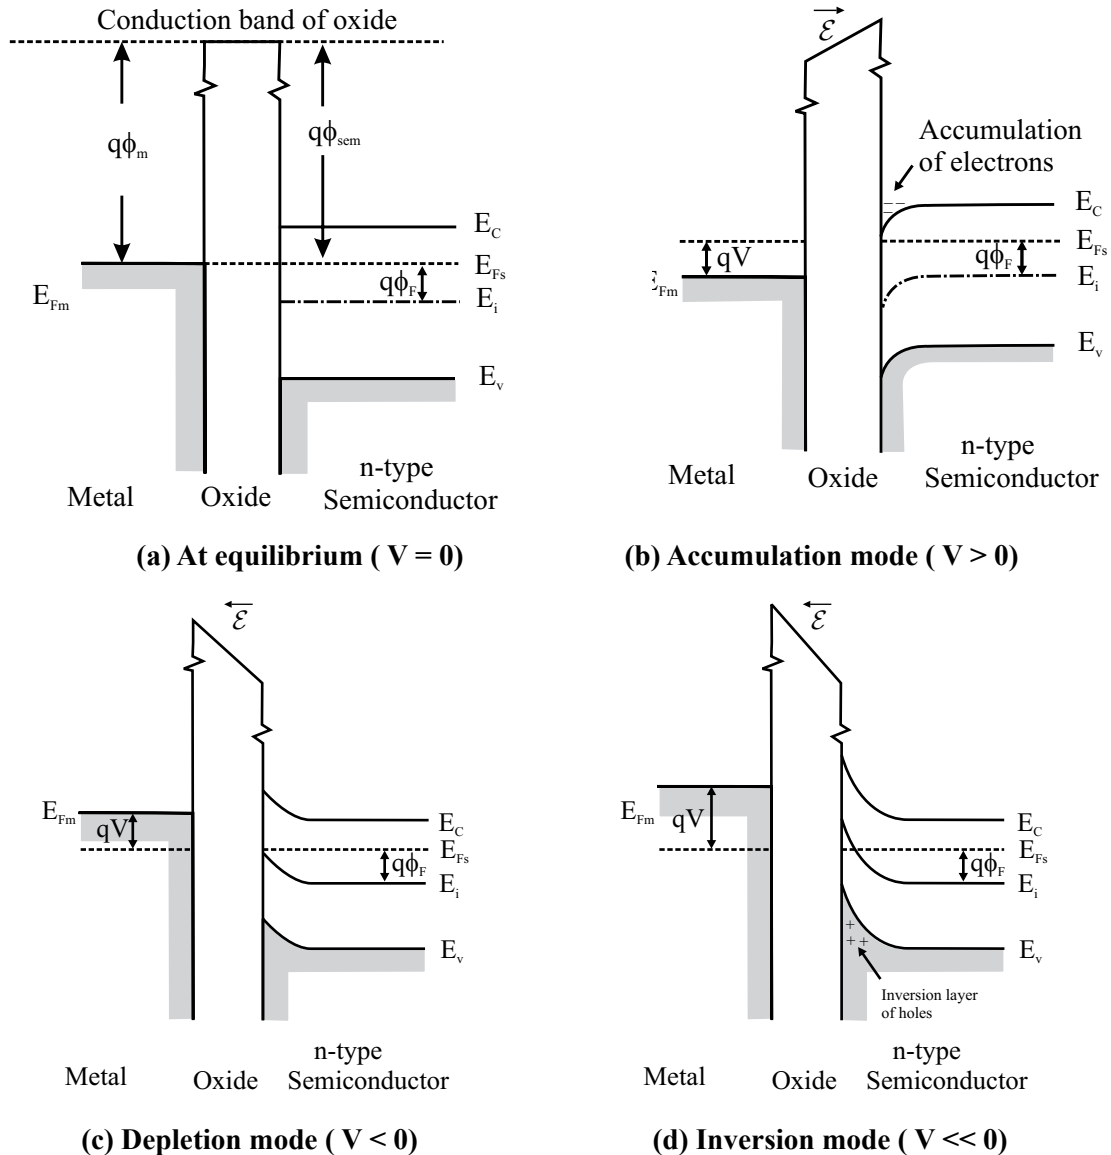 Conduction band of oxide
qϕm
qϕsem
EC
EFs
qϕF
EFm
Ei
Ev
n-type
Metal
Oxide
Semiconductor
(a) At equilibrium ( V = 0)
ℰ
Accumulation
of electrons
EC
EFs
qV
qϕF
EFm
Ei
Ev
n-type
Metal
Oxide
Semiconductor
(b) Accumulation mode ( V > 0)
ℰ
EFm
qV
EC
EFs
qϕF
Ei
Ev
n-type
Metal
Oxide
Semiconductor
(c) Depletion mode ( V < 0)
ℰ
EFm
qV
EC
EFs
qϕF
Ei
Ev
+
+ +
Inversion layer
of holes
n-type
Metal
Oxide
Semiconductor
(d) Inversion mode ( V << 0)